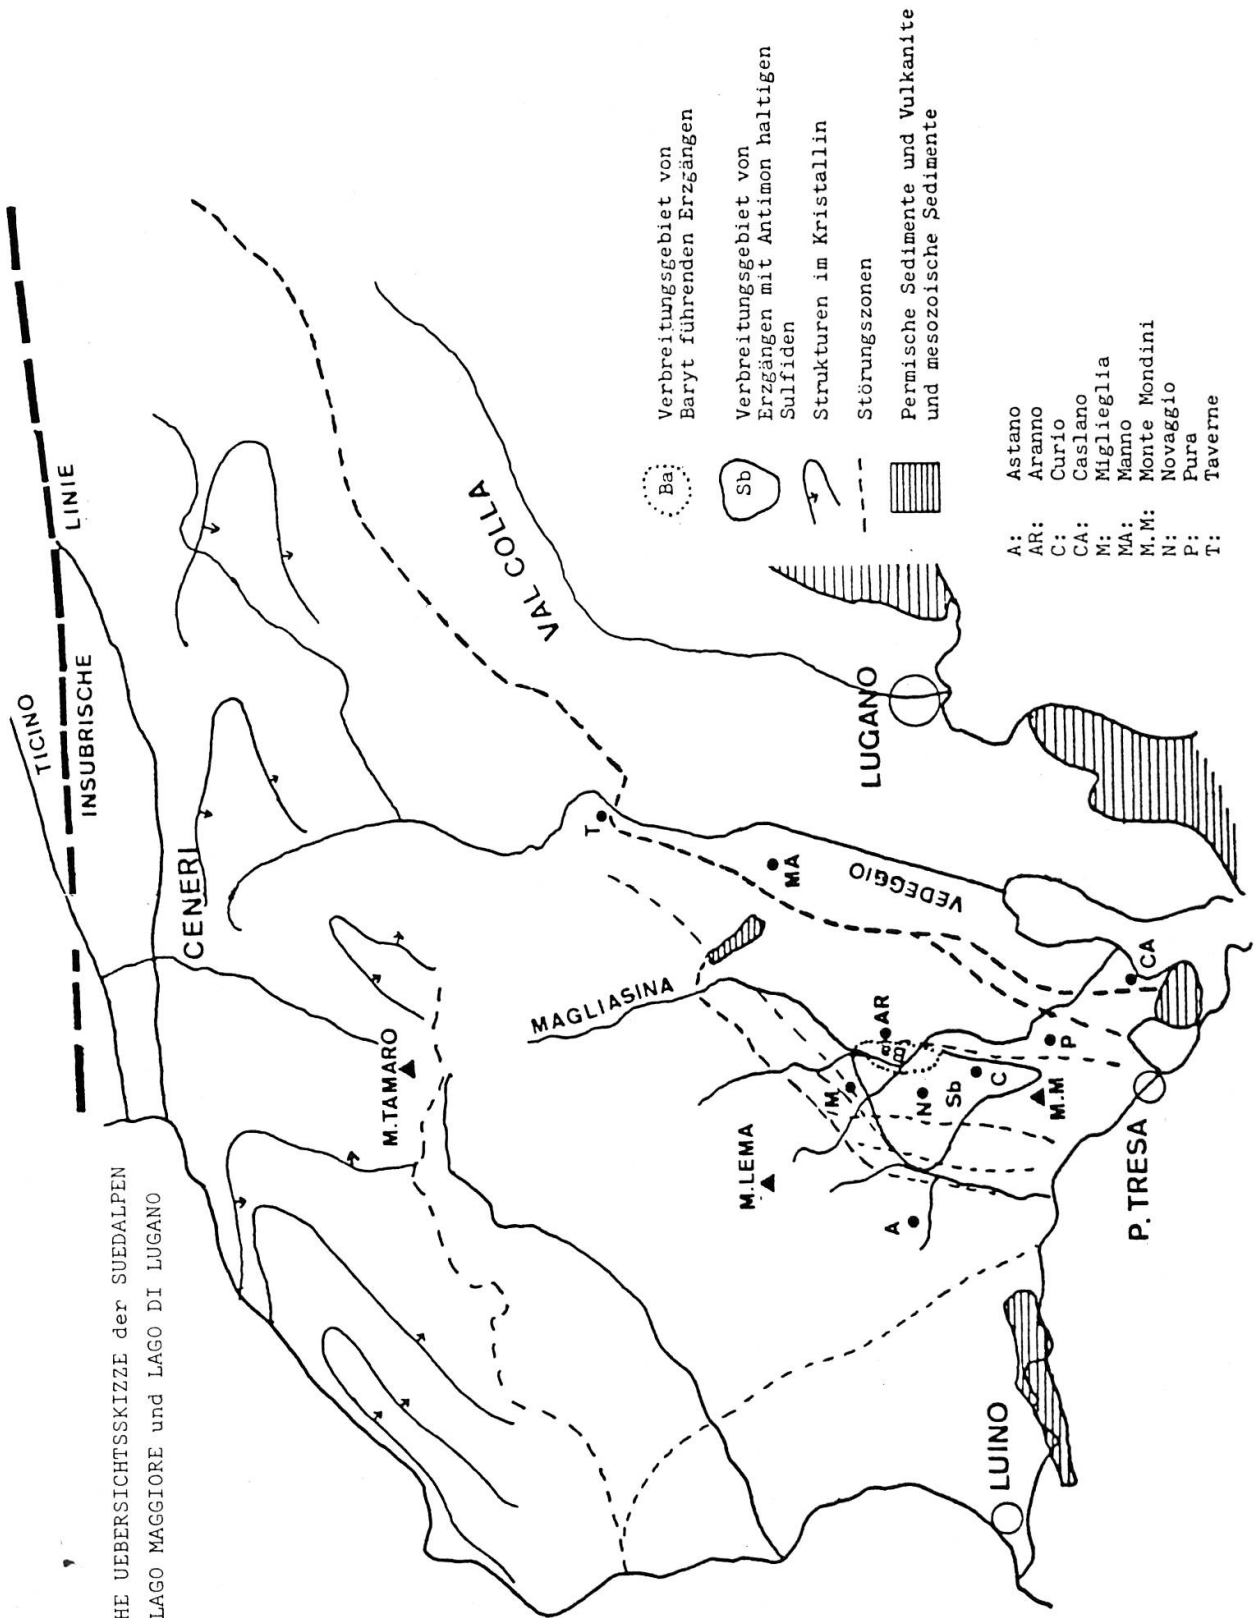 HE UEBERSICHTSSKIZZE der SUEDALPEN
LAGO MAGGIORE und LAGO DI LUGANO
TICINO
INSUBRISCHE LINIE
CENERI
M.TAMARO
VAL COLLA
T
MAGLIASINA
MA
VEDEGGIO
LUGANO
M.LEMA
M
AR
Ba
A
N
Sb
C
P
M.M
CA
P. TRESA
LUINO
Ba
Verbreitungsgebiet von
Baryt führenden Erzgängen
Sb
Verbreitungsgebiet von
Erzgängen mit Antimon haltigen
Sulfiden
Strukturen im Kristallin
Störungszonen
Permische Sedimente und Vulkanite
und mesozoische Sedimente
A: Astano
AR: Aranno
C: Curio
CA: Caslano
M: Miglieglia
MA: Manno
M.M: Monte Mondini
N: Novaggio
P: Pura
T: Taverne